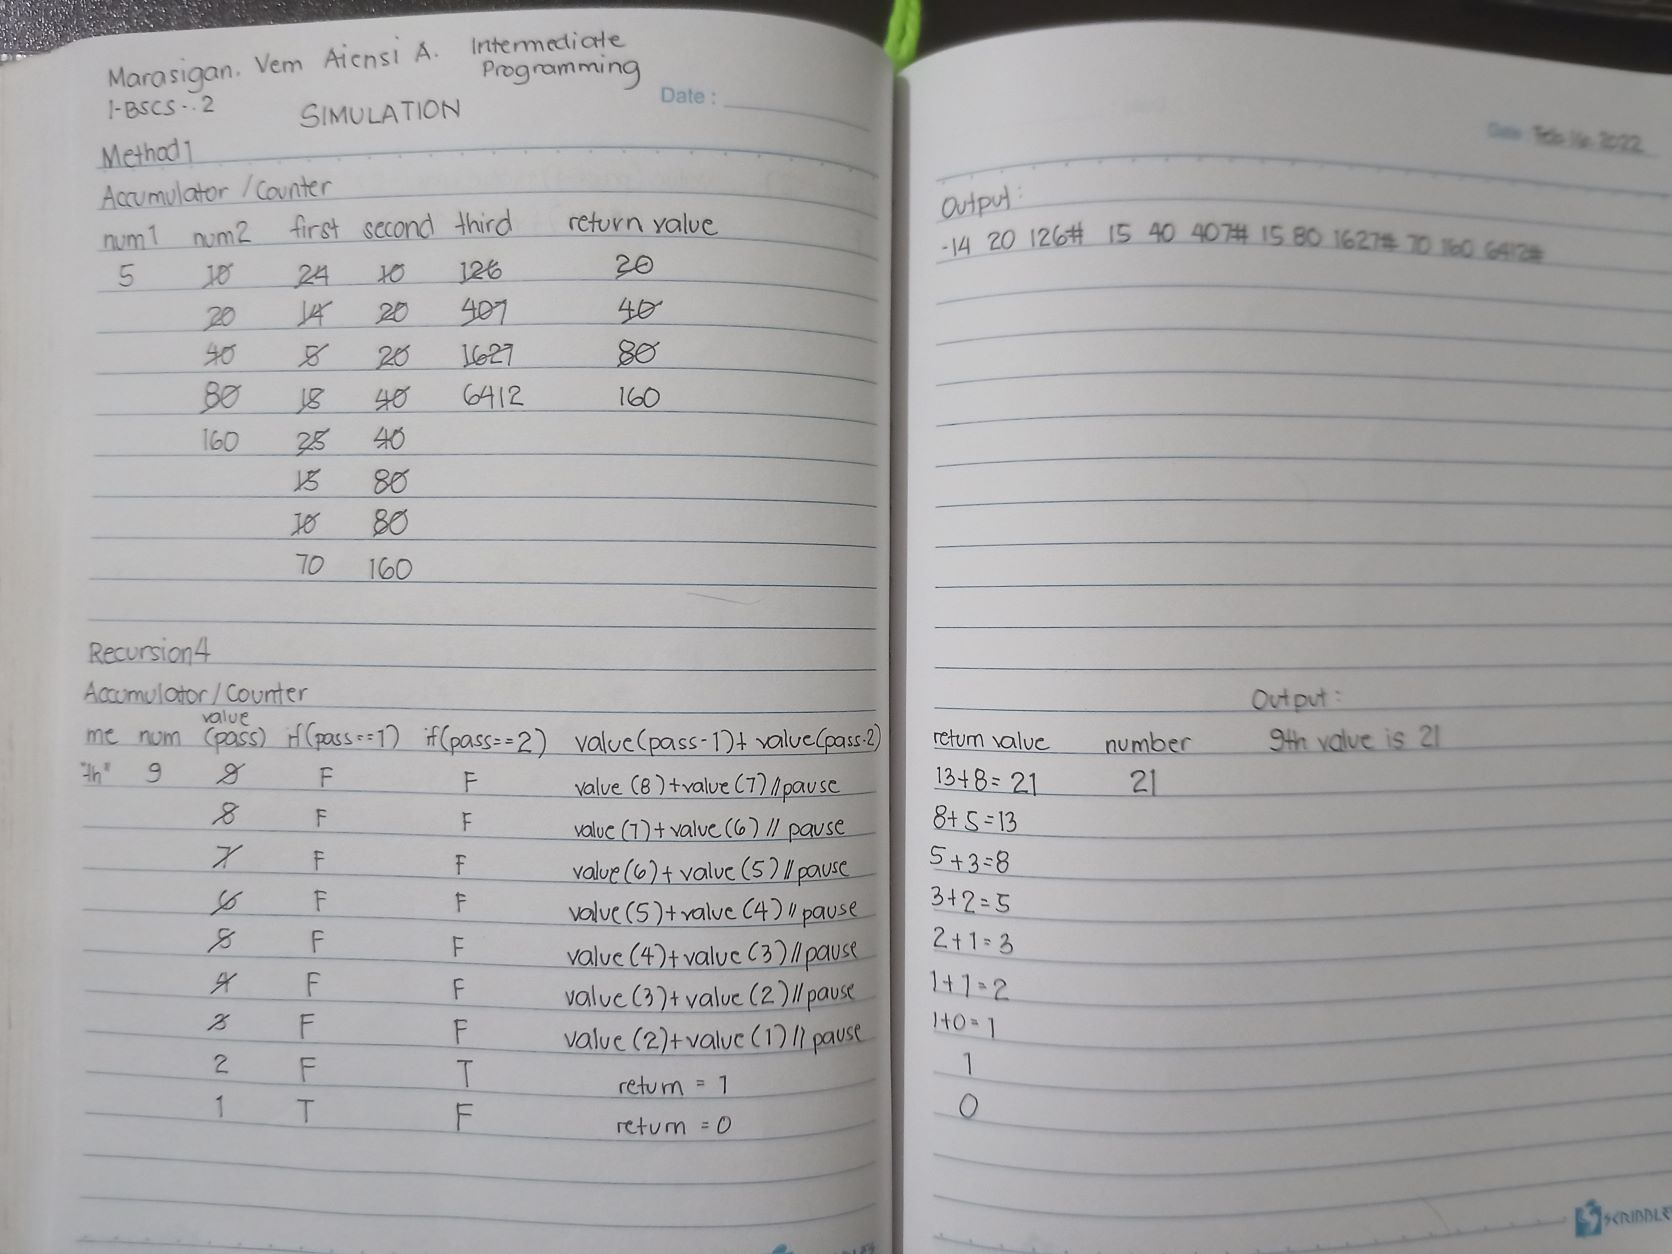 Marasigan. Vem Aiensi A. Intermediate Programming
1-BSCS-.2
SIMULATION
Date :
Method1
Accumulator / Counter
num1 num2 first second third return value
5 10 24 10 126 20
20 14 20 407 40
40 5 20 1627 80
80 15 40 6412 160
160 25 40
15 80
10 80
70 160
Recursion4
Accumulator / Counter
me num value (pass) if(pass==1) if(pass==2) value(pass-1)+ value(pass-2)
"th" 9 9 F F value (8)+value(7)//pause
8 F F value(7)+value(6)// pause
7 F F value(6)+ value(5)//pause
6 F F value(5)+value(4)//pause
5 F F value(4)+value(3)//pause
4 F F value(3)+ value(2)//pause
3 F F value(2)+value(1)//pause
2 F T return = 1
1 T F return = 0
Date: 2022
Output:
-14 20 126# 15 40 407# 15 80 1627# 70 160 6412#
Output:
return value number 9th value is 21
13+8= 21 21
8+5=13
5+3=8
3+2=5
2+1=3
1+1=2
1+0=1
1
0
SCRIBBLE